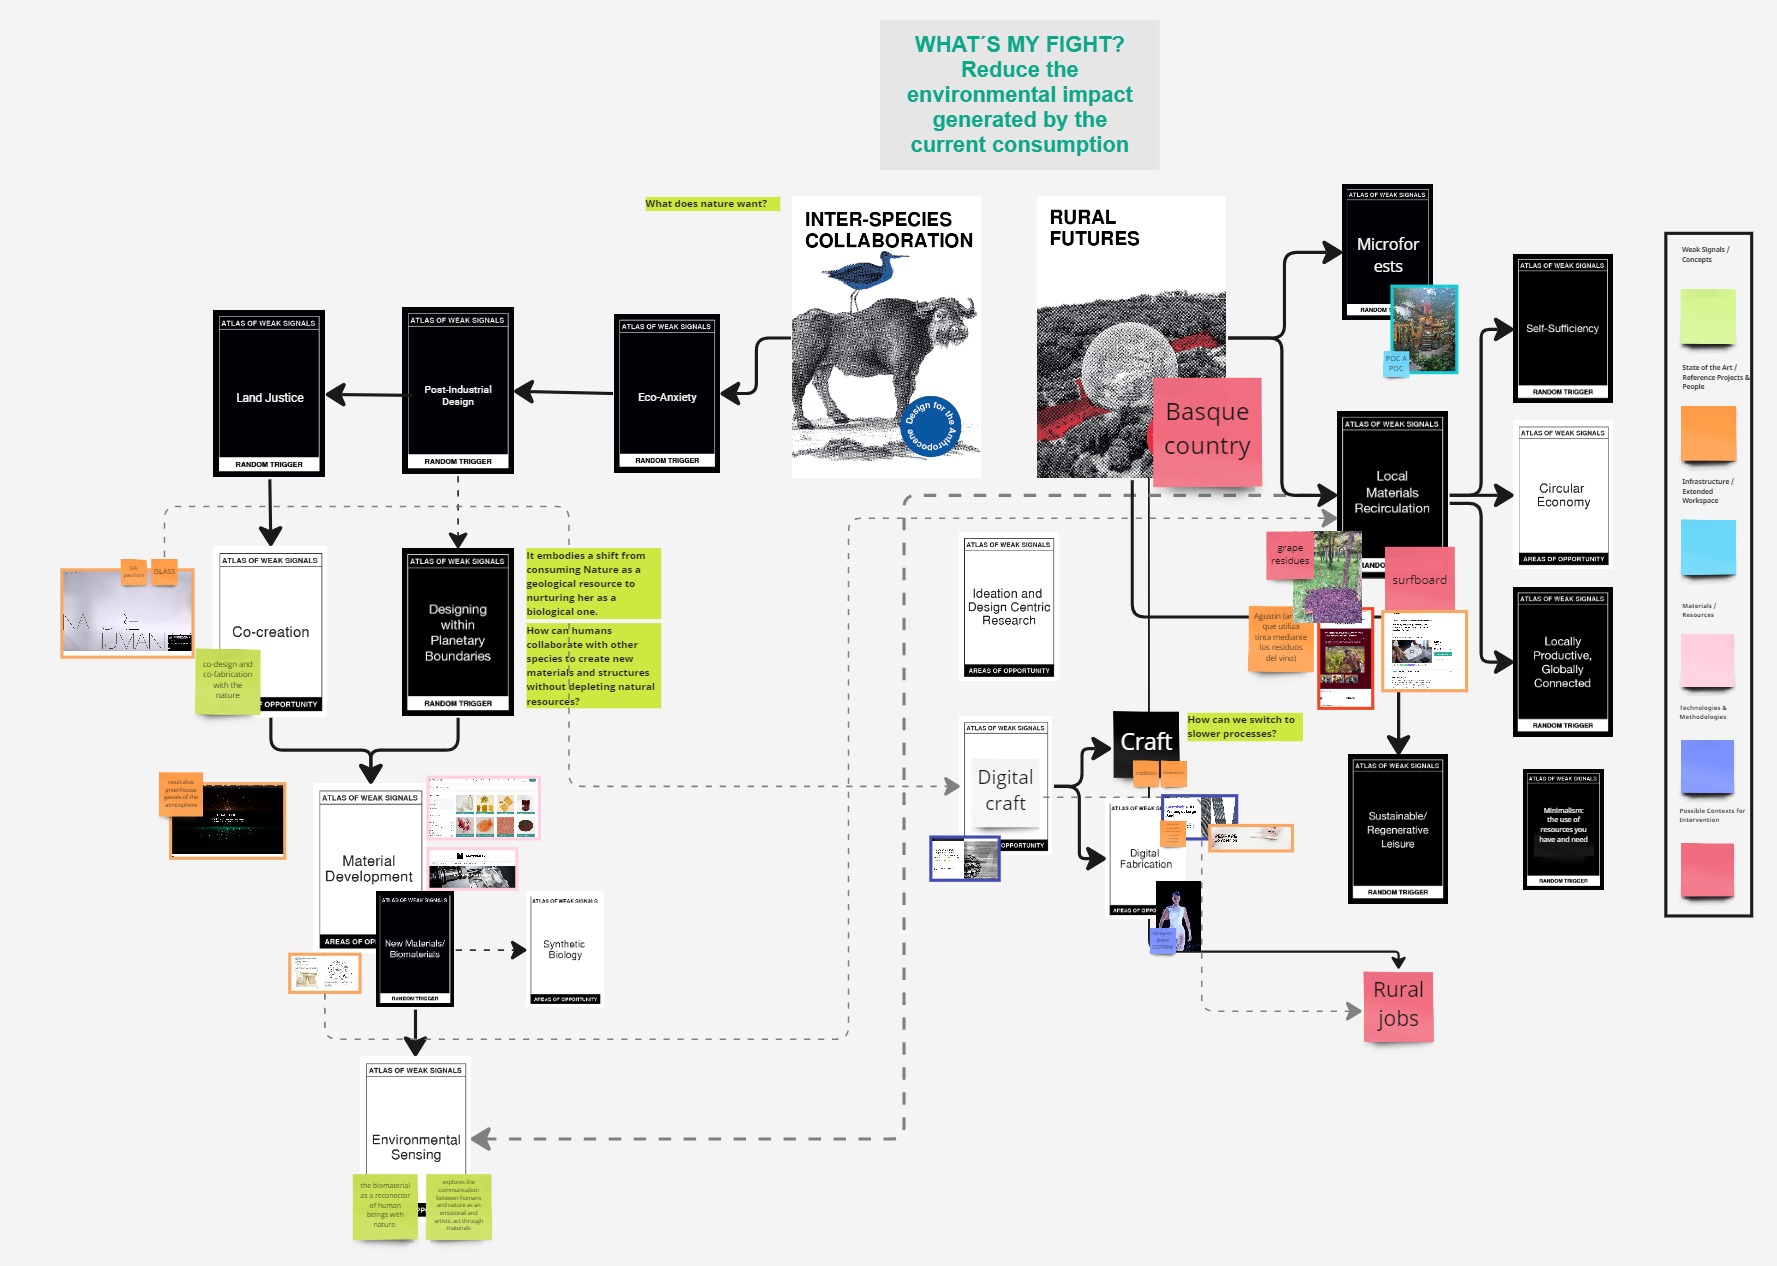 WHAT´S MY FIGHT?
Reduce the
environmental impact
generated by the
current consumption
What does nature want?
INTER-SPECIES
COLLABORATION
Design for the Anthropocene
RURAL
FUTURES
Basque
country
ATLAS OF WEAK SIGNALS
Microfor
ests
RANDOM T
POC A
POC
ATLAS OF WEAK SIGNALS
Self-Sufficiency
RANDOM TRIGGER
ATLAS OF WEAK SIGNALS
Land Justice
RANDOM TRIGGER
ATLAS OF WEAK SIGNALS
Post-Industrial
Design
RANDOM TRIGGER
ATLAS OF WEAK SIGNALS
Eco-Anxiety
RANDOM TRIGGER
ATLAS OF WEAK SIGNALS
Local
Materials
Recirculation
ANDO
grape
residues
surfboard
ATLAS OF WEAK SIGNALS
Circular
Economy
AREAS OF OPPORTUNITY
ATLAS OF WEAK SIGNALS
Locally
Productive,
Globally
Connected
RANDOM TRIGGER
que utiliza
tinta mediante
los residuos
del vino)
GLASS
ATLAS OF WEAK SIGNALS
Co-creation
OF OPPORTUNITY
co-design and
co-fabrication
with the
nature
ATLAS OF WEAK SIGNALS
Designing
within
Planetary
Boundaries
RANDOM TRIGGER
It embodies a shift from
consuming Nature as a
geological resource to
nurturing her as a
biological one.
How can humans
collaborate with other
species to create new
materials and structures
without depleting natural
resources?
ATLAS OF WEAK SIGNALS
Ideation and
Design Centric
Research
AREAS OF OPPORTUNITY
ATLAS OF WEAK SIGNALS
Digital
craft
OF OPPORTUNITY
Craft
How can we switch to
slower processes?
ATLAS OF WEAK S
Digital
Fabrication
AREAS OF OPPO
ATLAS OF WEAK SIGNALS
Sustainable/
Regenerative
Leisure
RANDOM TRIGGER
ATLAS OF WEAK SIGNALS
Minimalism:
the use of
resources you
have and need
RANDOM TRIGGER
Rural
jobs
neutralize
greenhouse
gasses of the
atmosphere
ATLAS OF WEAK SIGNALS
Material
Development
AREAS OF OP
ATLAS OF WEAK SIGNALS
New Materials/
Biomaterials
RANDOM TRIGGER
ATLAS OF WEAK SIGNALS
Synthetic
Biology
AREAS OF OPPORTUNITY
ATLAS OF WEAK SIGNALS
Environmental
Sensing
the biomaterial
as a reconector
of human
beings with
nature.
explores the
communication
between humans
and nature as an
emotional and
artistic act through
materials
Weak Signals /
Concepts
State of the Art /
Reference Projects &
People
Infrastructure /
Extended
Workspace
Materials /
Resources
Technologies &
Methodologies
Possible Contexts for
Intervention